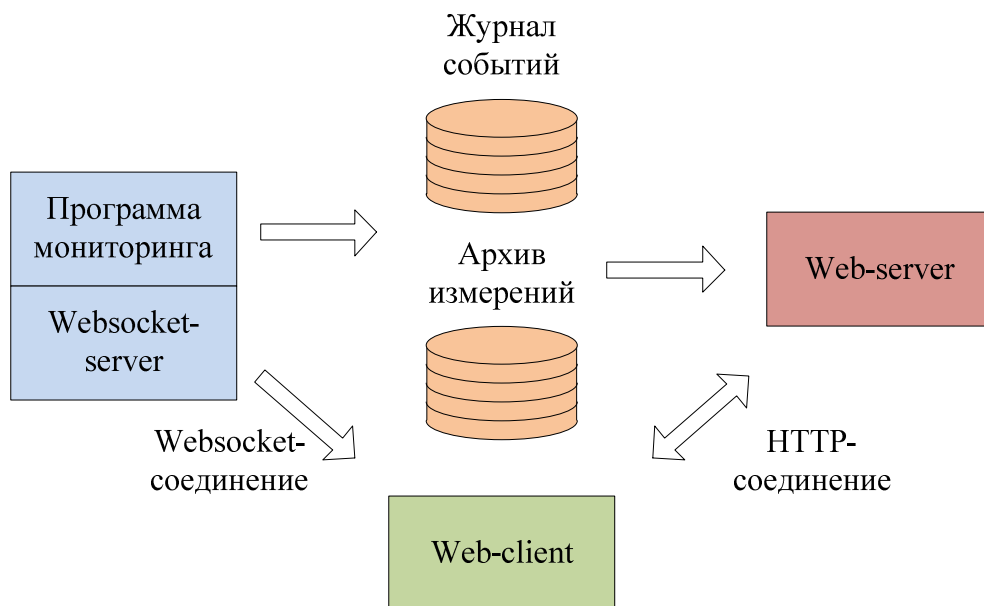 Журнал
событий
Программа
мониторинга
Websocket-
server
Архив
измерений
Web-server
Websocket-
соединение
HTTP-
соединение
Web-client